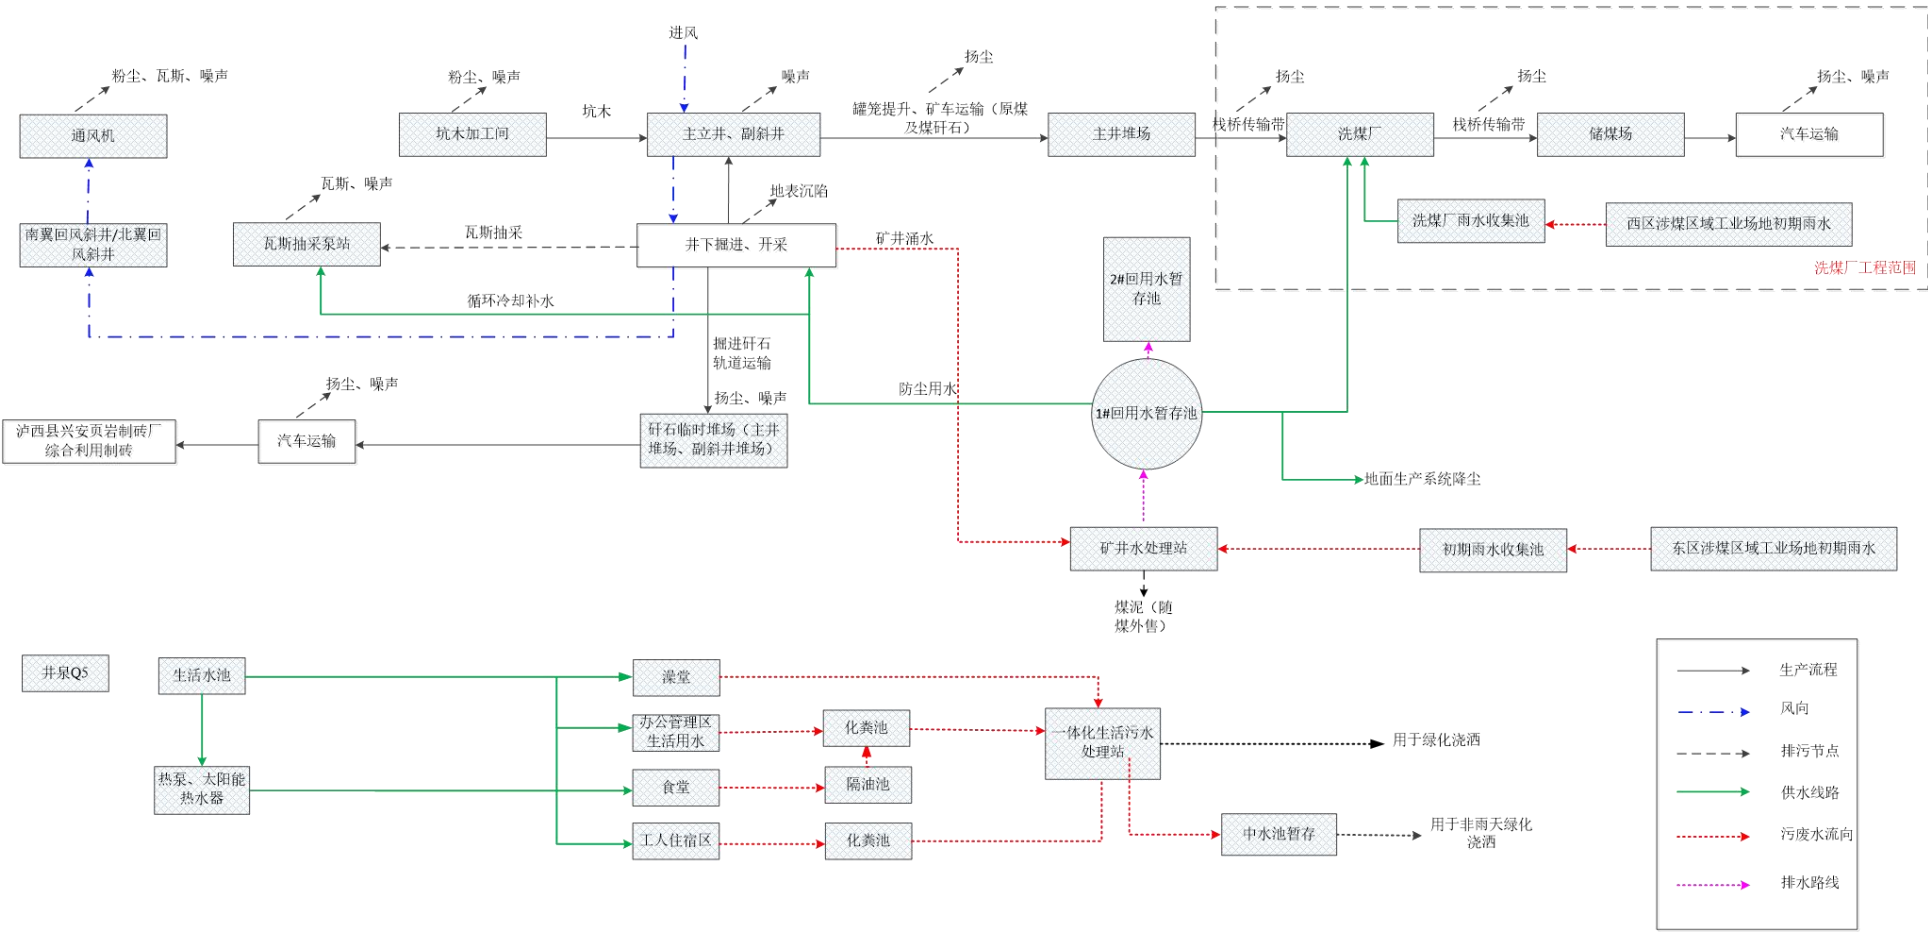 进风
扬尘
粉尘、瓦斯、噪声
粉尘、噪声
噪声
扬尘
扬尘
扬尘、噪声
坑木
罐笼提升、矿车运输（原煤
及煤矸石）
栈桥传输带
栈桥传输带
通风机
坑木加工间
主立井、副斜井
主井堆场
洗煤厂
储煤场
汽车运输
瓦斯、噪声
地表沉陷
南翼回风斜井/北翼回
风斜井
瓦斯抽采泵站
瓦斯抽采
井下掘进、开采
矿井涌水
洗煤厂雨水收集池
西区涉煤区域工业场地初期雨水
洗煤厂工程范围
2#回用水暂
存池
循环冷却补水
掘进矸石
轨道运输
防尘用水
扬尘、噪声
扬尘、噪声
1#回用水暂存池
泸西县兴安页岩制砖厂
综合利用制砖
汽车运输
矸石临时堆场（主井
堆场、副斜井堆场）
地面生产系统降尘
矿井水处理站
初期雨水收集池
东区涉煤区域工业场地初期雨水
煤泥（随
煤外售）
井泉Q5
生活水池
澡堂
办公管理区
生活用水
化粪池
一体化生活污水
处理站
用于绿化浇洒
热泵、太阳能
热水器
食堂
隔油池
工人住宿区
化粪池
中水池暂存
用于非雨天绿化
浇洒
生产流程
风向
排污节点
供水线路
污废水流向
排水路线